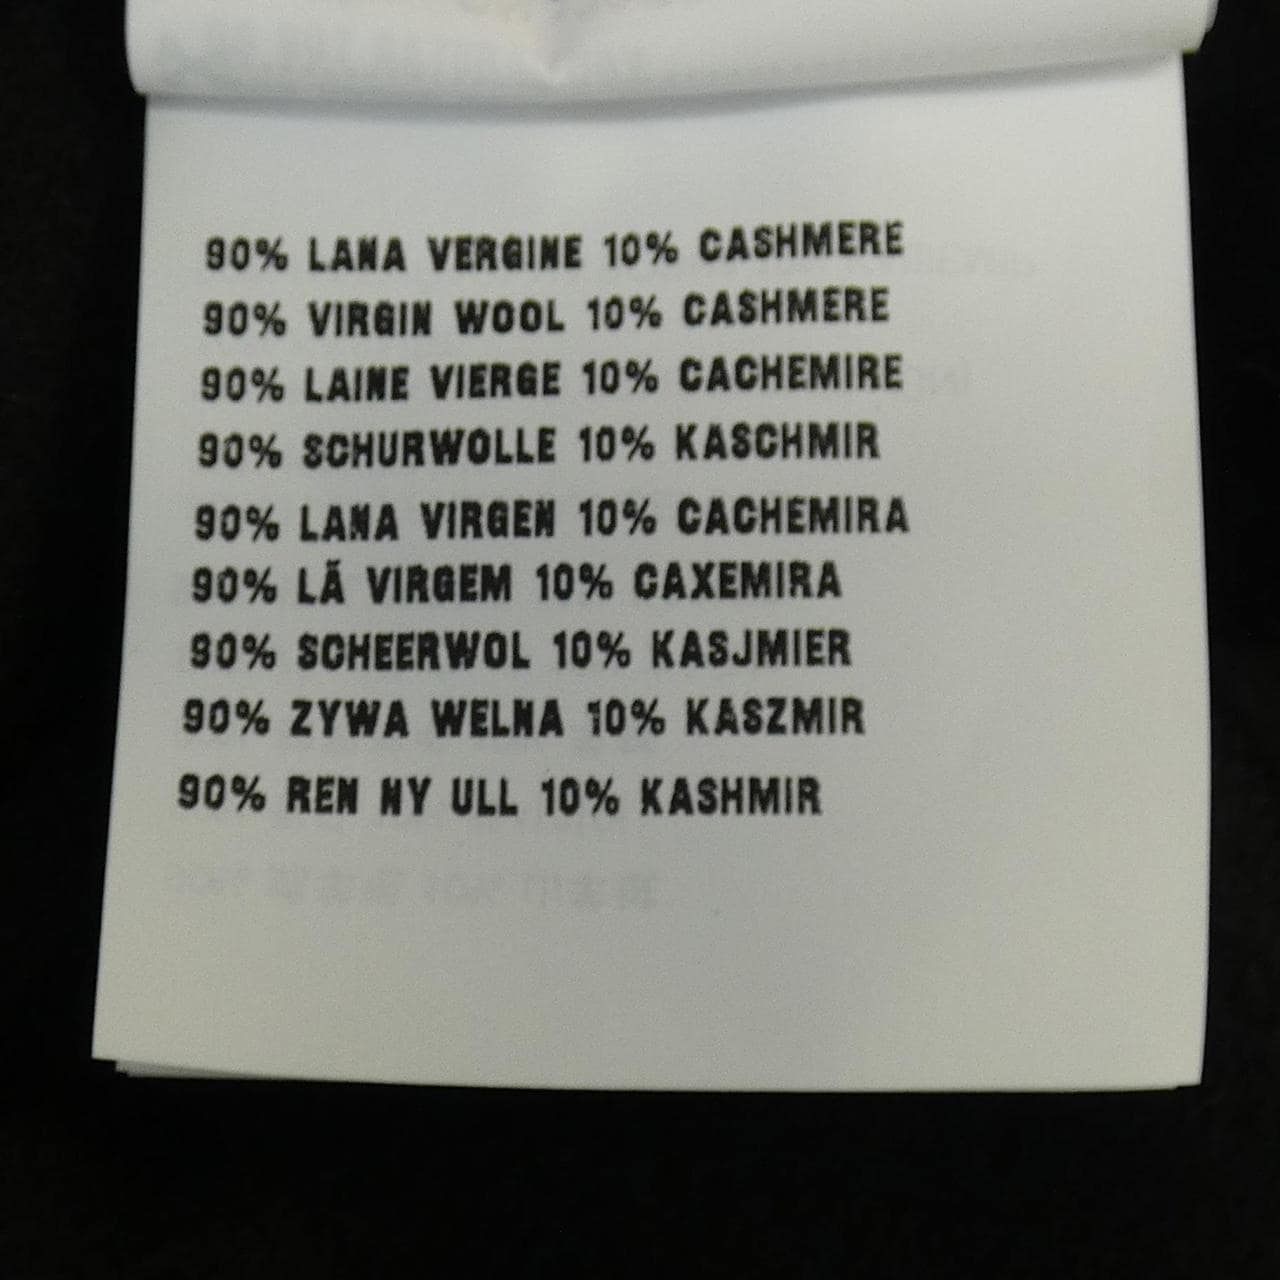 90% LANA VERGINE 10% CASHMERE
90% VIRGIN WOOL 10% CASHMERE
90% LAINE VIERGE 10% CACHEMIRE
90% SCHURWOLLE 10% KASCHMIR
90% LANA VIRGEN 10% CACHEMIRA
90% LÃ VIRGEM 10% CAXEMIRA
90% SCHEERWOL 10% KASJMIER
90% ZYWA WELNA 10% KASZMIR
90% REN NY ULL 10% KASHMIR